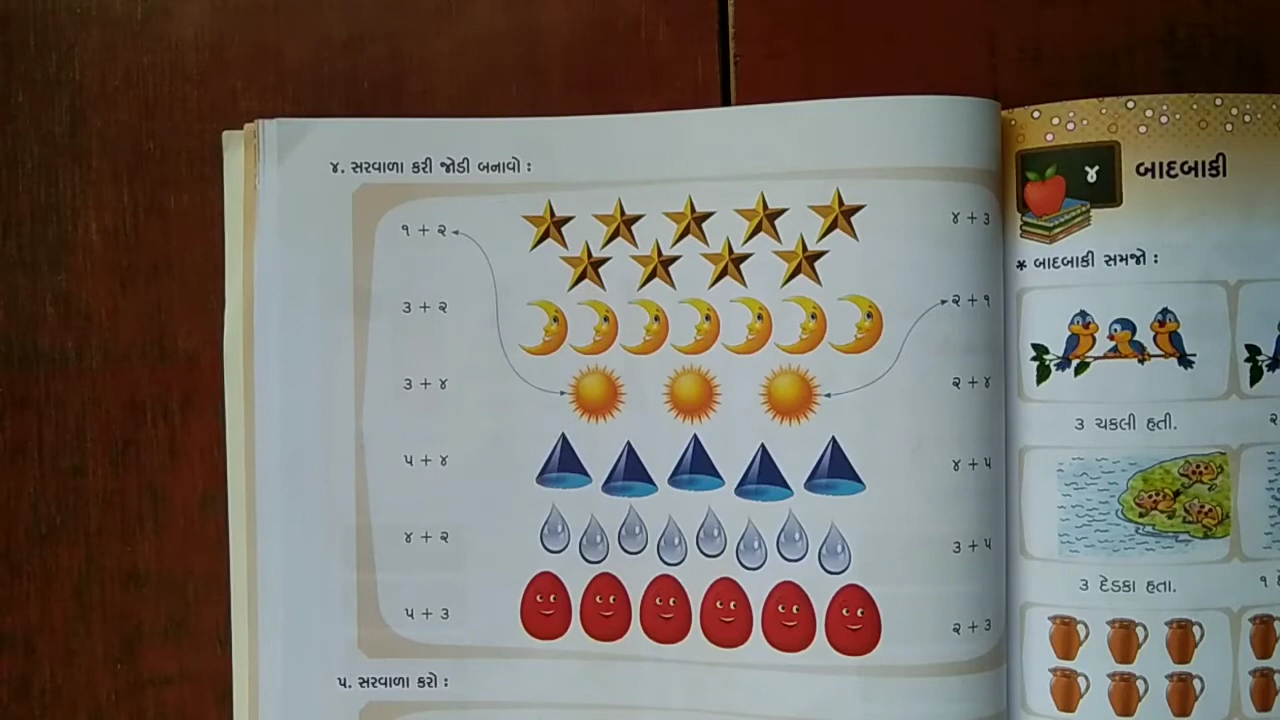 ૪. સરવાળા કરી જોડી બનાવો :
૧ + ૨
૪ + ૩
૩ + ૨
૨ + ૧
૩ + ૪
૨ + ૪
૫ + ૪
૪ + ૫
૪ + ૨
૩ + ૫
૫ + ૩
૨ + ૩
૫. સરવાળા કરો :
૪ બાદબાકી
* બાદબાકી સમજો :
૩ ચકલી હતી.
૩ દેડકા હતા.
૧